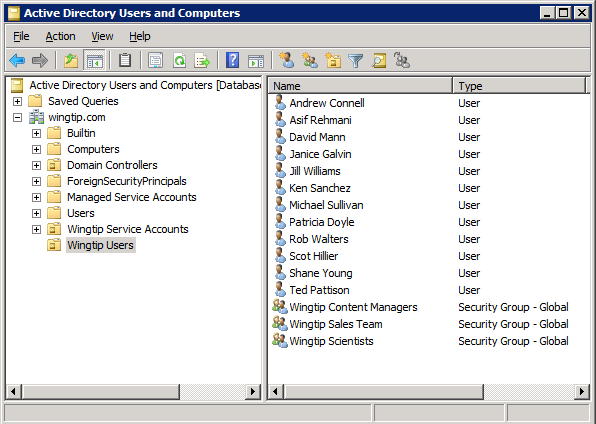 Active Directory Users and Computers
File Action View Help
Active Directory Users and Computers [Database
Saved Queries
wingtip.com
Builtin
Computers
Domain Controllers
ForeignSecurityPrincipals
Managed Service Accounts
Users
Wingtip Service Accounts
Wingtip Users
Name Type
Andrew Connell User
Asif Rehmani User
David Mann User
Janice Galvin User
Jill Williams User
Ken Sanchez User
Michael Sullivan User
Patricia Doyle User
Rob Walters User
Scot Hillier User
Shane Young User
Ted Pattison User
Wingtip Content Managers Security Group - Global
Wingtip Sales Team Security Group - Global
Wingtip Scientists Security Group - Global